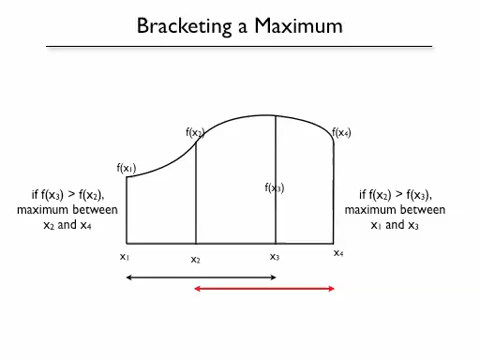 Bracketing a Maximum
f(x₂)
f(x₄)
f(x₁)
f(x₃)
if f(x₃) > f(x₂),
maximum between
x₂ and x₄
if f(x₂) > f(x₃),
maximum between
x₁ and x₃
x₁
x₂
x₃
x₄